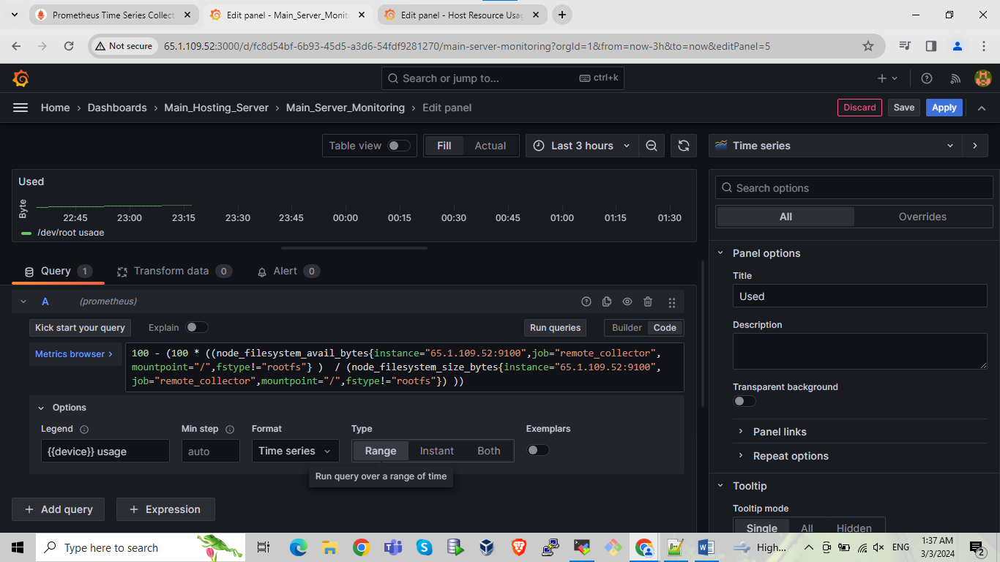 Prometheus Time Series Collect
Edit panel - Main_Server_Monito
Edit panel - Host Resource Usag
Not secure
65.1.109.52:3000/d/fc8d54bf-6b93-45d5-a3d6-54fdf9281270/main-server-monitoring?orgId=1&from=now-3h&to=now&editPanel=5
Search or jump to...
ctrl+k
Home › Dashboards › Main_Hosting_Server › Main_Server_Monitoring › Edit panel
Discard
Save
Apply
Table view
Fill
Actual
Last 3 hours
Time series
Used
Byte
22:45 23:00 23:15 23:30 23:45 00:00 00:15 00:30 00:45 01:00 01:15 01:30
/dev/root usage
Search options
All
Overrides
Panel options
Title
Used
Description
Transparent background
Panel links
Repeat options
Tooltip
Tooltip mode
Single
All
Hidden
Query 1
Transform data 0
Alert 0
A
(prometheus)
Kick start your query
Explain
Run queries
Builder
Code
Metrics browser ›
100 - (100 * ((node_filesystem_avail_bytes{instance="65.1.109.52:9100",job="remote_collector",
mountpoint="/",fstype!="rootfs"} )  / (node_filesystem_size_bytes{instance="65.1.109.52:9100",
job="remote_collector",mountpoint="/",fstype!="rootfs"}) ))
Options
Legend
Min step
Format
Type
Exemplars
{{device}} usage
auto
Time series
Range
Instant
Both
Run query over a range of time
+ Add query
+ Expression
Type here to search
High...
ENG
1:37 AM
3/3/2024
2